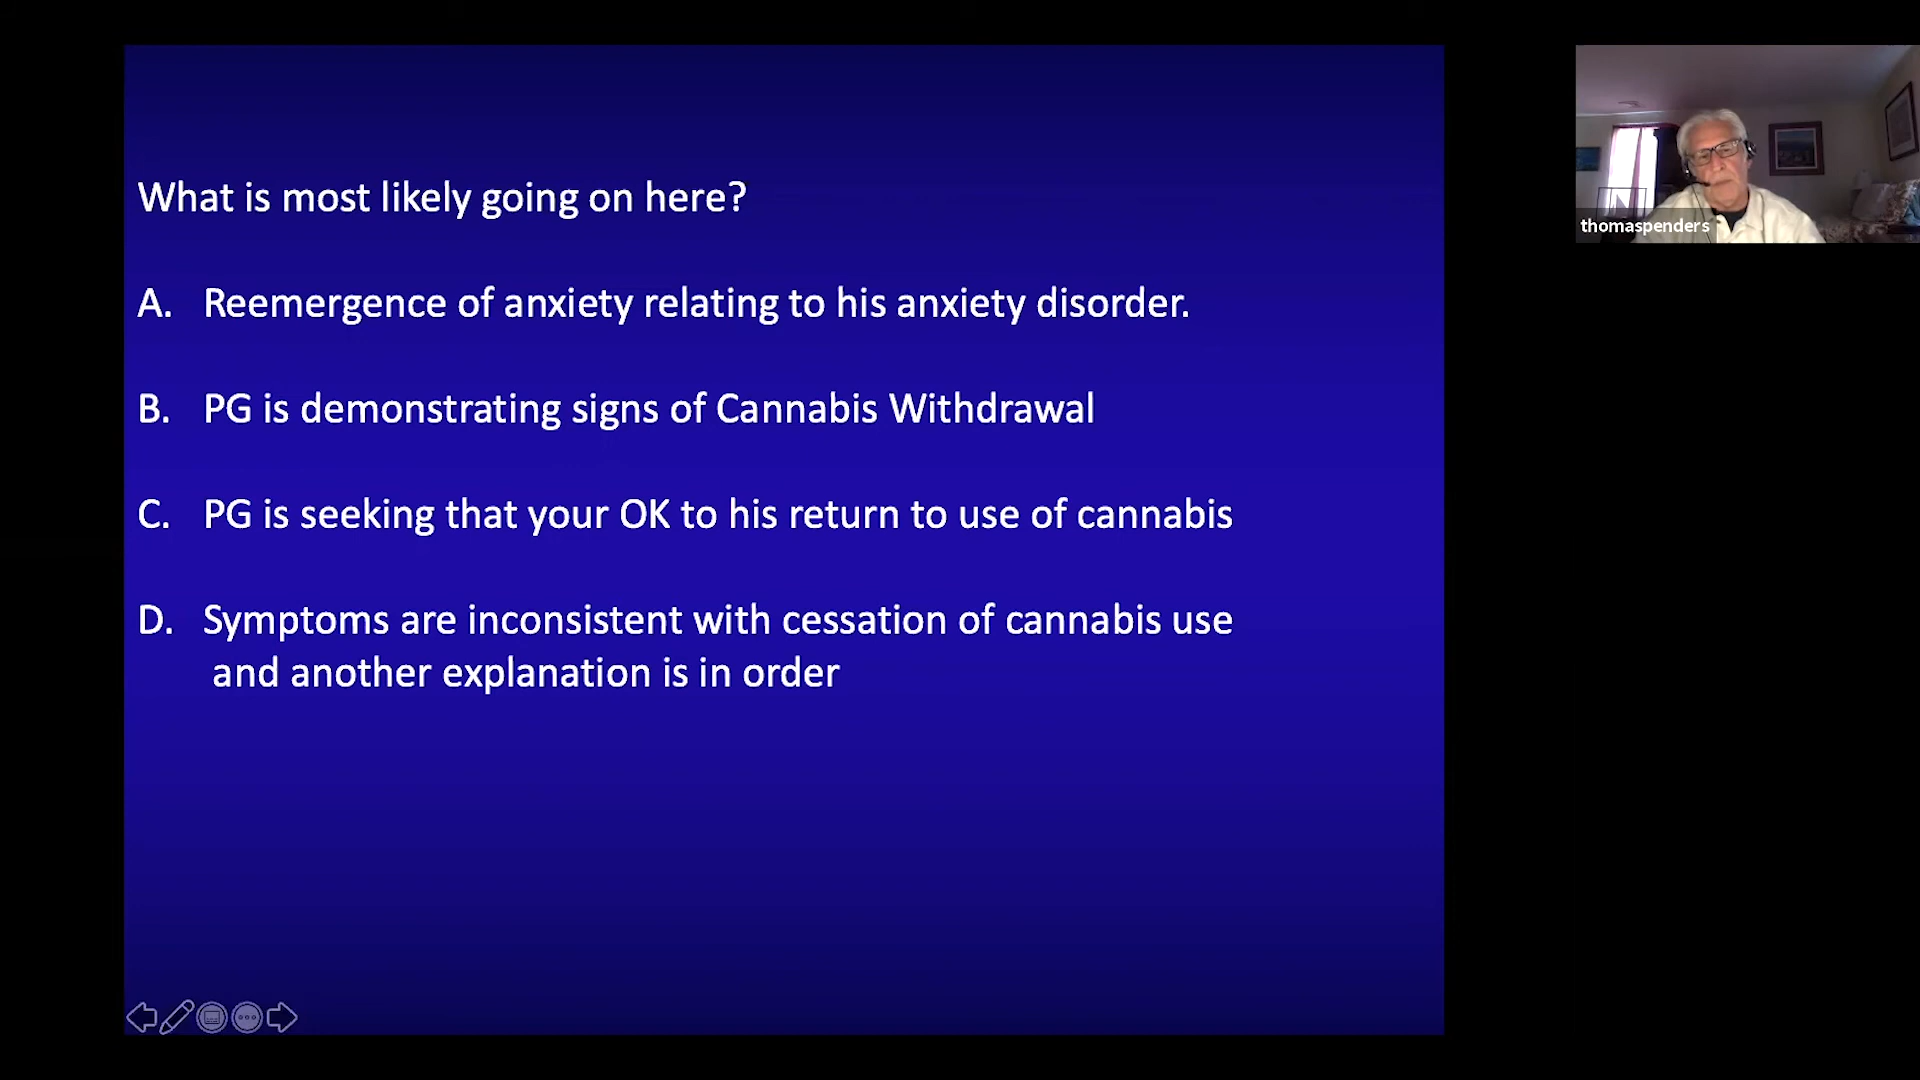 What is most likely going on here?
A. Reemergence of anxiety relating to his anxiety disorder.
B. PG is demonstrating signs of Cannabis Withdrawal
C. PG is seeking that your OK to his return to use of cannabis
D. Symptoms are inconsistent with cessation of cannabis use
and another explanation is in order
thomaspenders